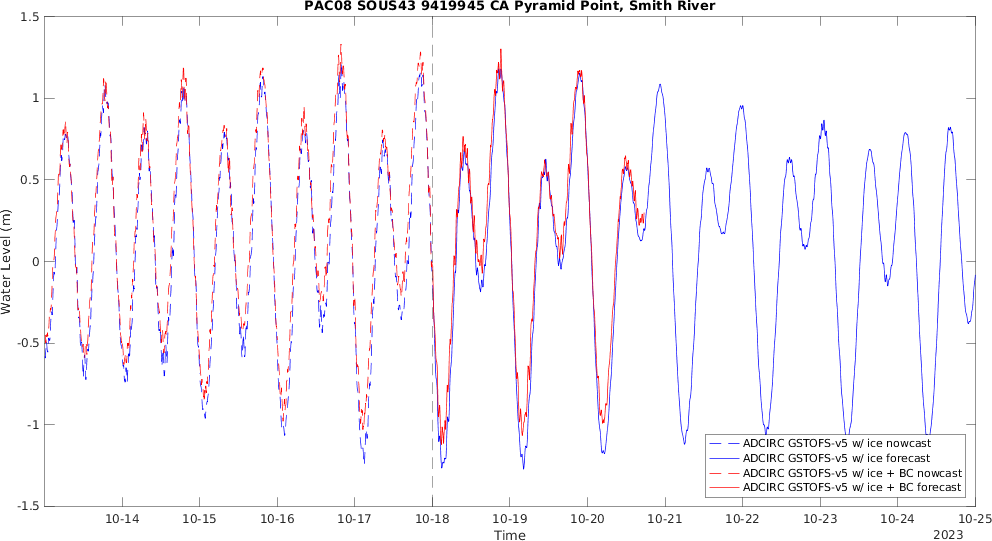 PAC08 SOUS43 9419945 CA Pyramid Point, Smith River
1.5
1
0.5
0
-0.5
-1
-1.5
Water Level (m)
10-14 10-15 10-16 10-17 10-18 10-19 10-20 10-21 10-22 10-23 10-24 10-25
Time
2023
ADCIRC GSTOFS-v5 w/ ice nowcast
ADCIRC GSTOFS-v5 w/ ice forecast
ADCIRC GSTOFS-v5 w/ ice + BC nowcast
ADCIRC GSTOFS-v5 w/ ice + BC forecast